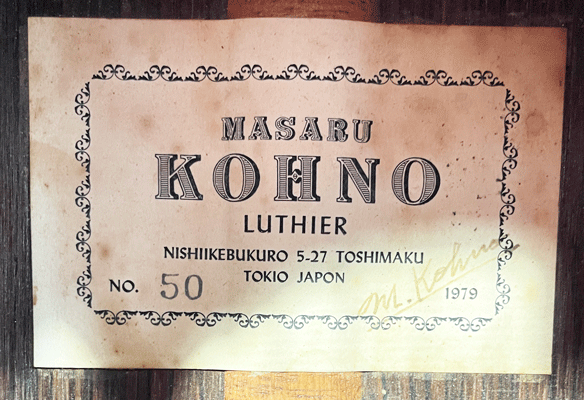 MASARU
KOHNO
LUTHIER
NISHIIKEBUKURO 5-27 TOSHIMAKU
TOKIO JAPON
NO. 50
M. Kohno
1979